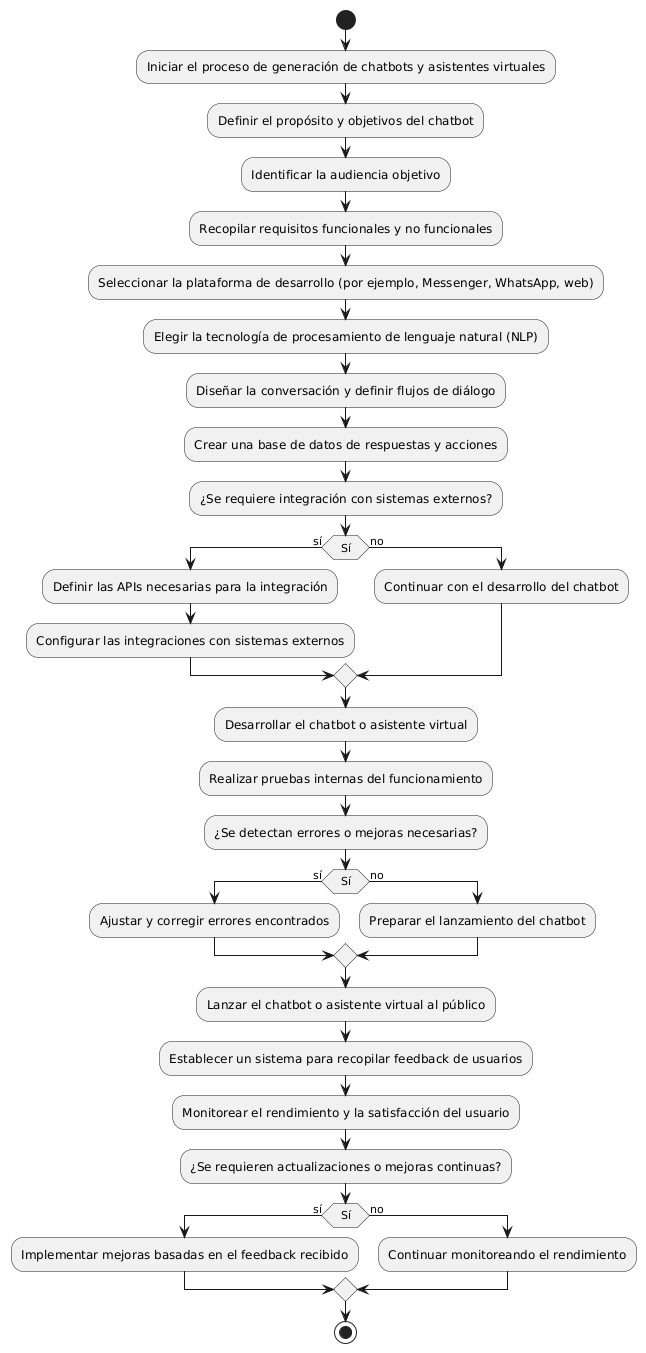 Iniciar el proceso de generación de chatbots y asistentes virtuales
Definir el propósito y objetivos del chatbot
Identificar la audiencia objetivo
Recopilar requisitos funcionales y no funcionales
Seleccionar la plataforma de desarrollo (por ejemplo, Messenger, WhatsApp, web)
Elegir la tecnología de procesamiento de lenguaje natural (NLP)
Diseñar la conversación y definir flujos de diálogo
Crear una base de datos de respuestas y acciones
¿Se requiere integración con sistemas externos?
sí
Sí
no
Definir las APIs necesarias para la integración
Continuar con el desarrollo del chatbot
Configurar las integraciones con sistemas externos
Desarrollar el chatbot o asistente virtual
Realizar pruebas internas del funcionamiento
¿Se detectan errores o mejoras necesarias?
sí
Sí
no
Ajustar y corregir errores encontrados
Preparar el lanzamiento del chatbot
Lanzar el chatbot o asistente virtual al público
Establecer un sistema para recopilar feedback de usuarios
Monitorear el rendimiento y la satisfacción del usuario
¿Se requieren actualizaciones o mejoras continuas?
sí
Sí
no
Implementar mejoras basadas en el feedback recibido
Continuar monitoreando el rendimiento